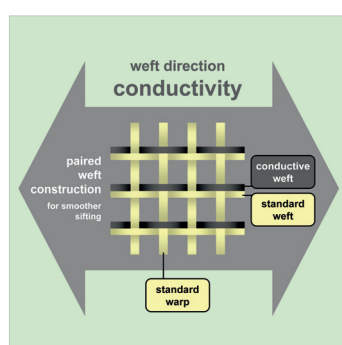 weft direction
conductivity
paired
weft
construction
for smoother
sifting
conductive
weft
standard
weft
standard
warp